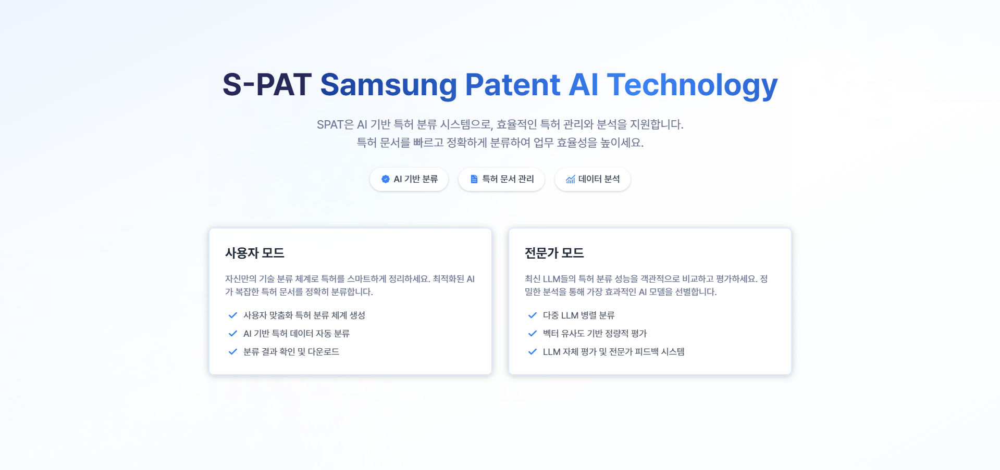 S-PAT Samsung Patent AI Technology
SPAT은 AI 기반 특허 분류 시스템으로, 효율적인 특허 관리와 분석을 지원합니다.
특허 문서를 빠르고 정확하게 분류하여 업무 효율성을 높이세요.
AI 기반 분류
특허 문서 관리
데이터 분석
사용자 모드
자신만의 기술 분류 체계로 특허를 스마트하게 정리하세요. 최적화된 AI
가 복잡한 특허 문서를 정확히 분류합니다.
사용자 맞춤화 특허 분류 체계 생성
AI 기반 특허 데이터 자동 분류
분류 결과 확인 및 다운로드
전문가 모드
최신 LLM들의 특허 분류 성능을 객관적으로 비교하고 평가하세요. 정
밀한 분석을 통해 가장 효과적인 AI 모델을 선별합니다.
다중 LLM 병렬 분류
벡터 유사도 기반 정량적 평가
LLM 자체 평가 및 전문가 피드백 시스템